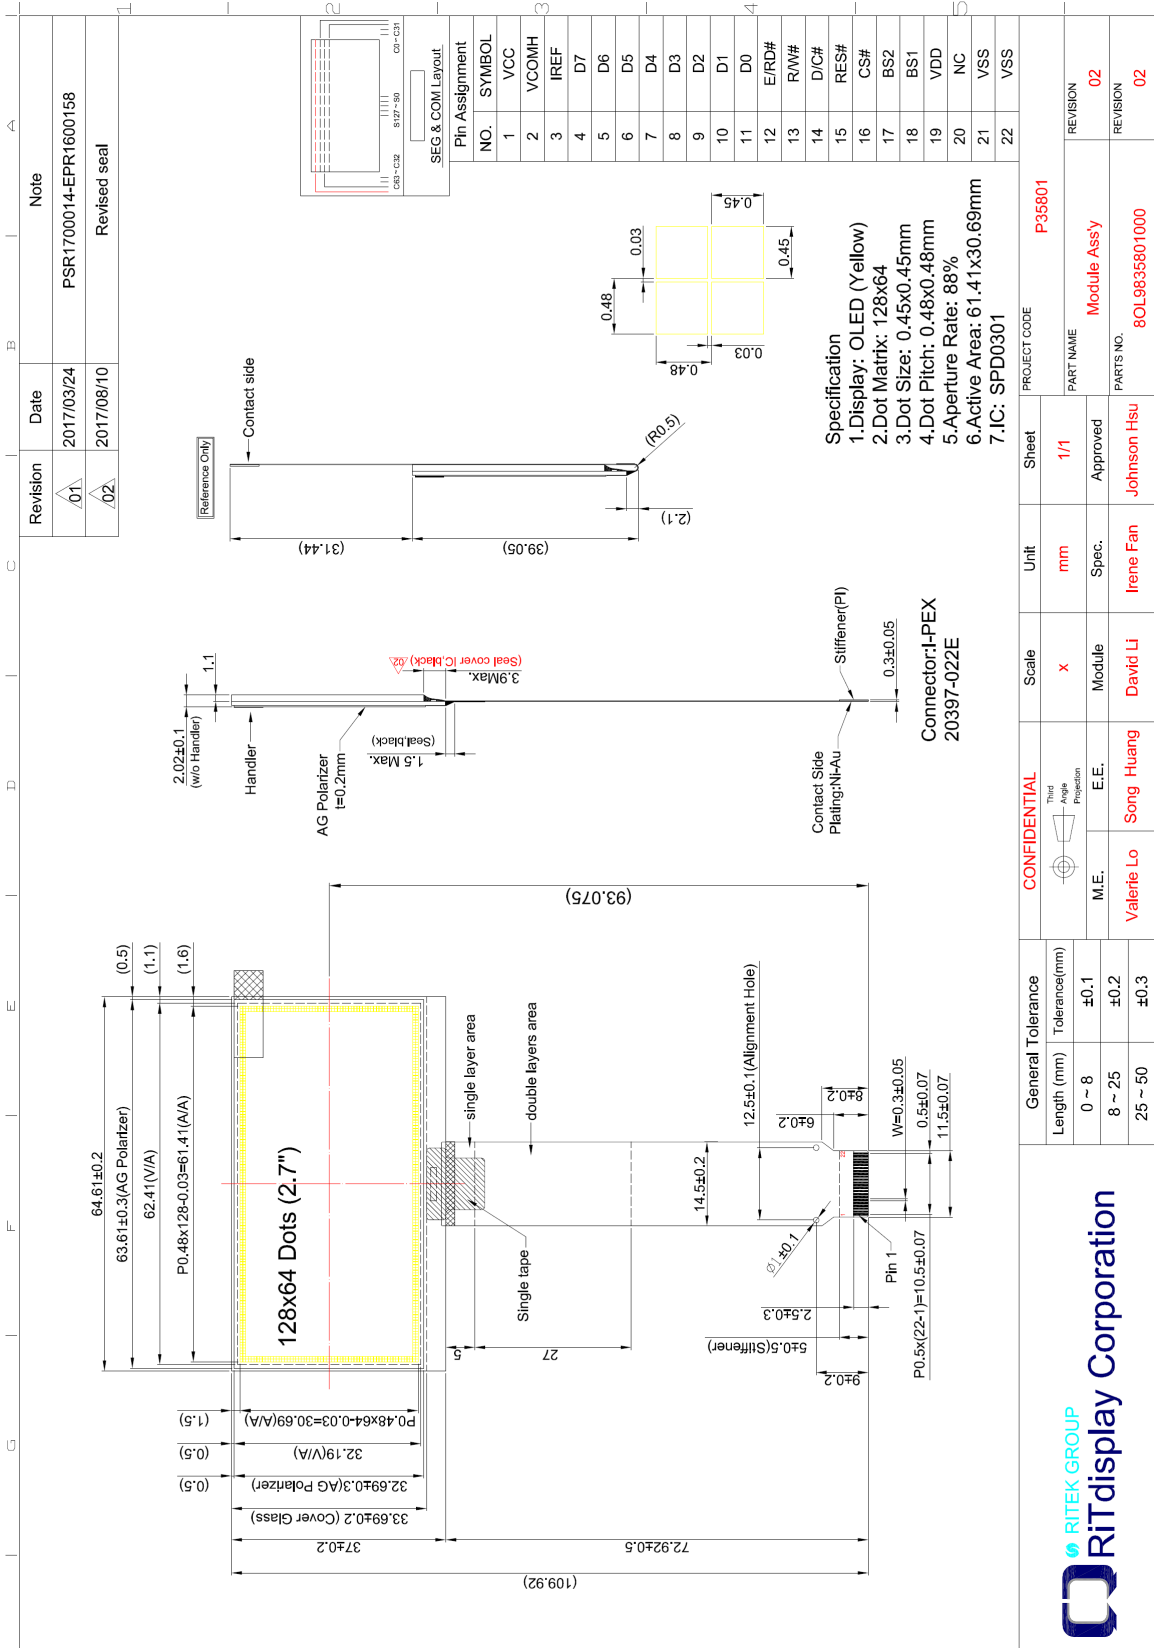 A
B
C
D
E
F
G
1
2
3
4
5
Revision
Date
Note
01
2017/03/24
PSR1700014-EPR1600158
02
2017/08/10
Revised seal
C63~C32
S127~S0
C0~C31
SEG & COM Layout
Pin Assignment
NO. SYMBOL
1 VCC
2 VCOMH
3 IREF
4 D7
5 D6
6 D5
7 D4
8 D3
9 D2
10 D1
11 D0
12 E/RD#
13 R/W#
14 D/C#
15 RES#
16 CS#
17 BS2
18 BS1
19 VDD
20 NC
21 VSS
22 VSS
Reference Only
Contact side
(31.44)
(39.05)
(2.1)
(R0.5)
0.48
0.03
0.48
0.03
0.45
0.45
Specification
1.Display: OLED (Yellow)
2.Dot Matrix: 128x64
3.Dot Size: 0.45x0.45mm
4.Dot Pitch: 0.48x0.48mm
5.Aperture Rate: 88%
6.Active Area: 61.41x30.69mm
7.IC: SPD0301
2.02±0.1
(w/o Handler)
1.1
Handler
AG Polarizer
t=0.2mm
3.9Max.
(Seal cover IC,black)
02
1.5 Max.
(Seal,black)
Contact Side
Plating:Ni-Au
Stiffener(PI)
0.3±0.05
Connector:I-PEX
20397-022E
64.61±0.2
63.61±0.3(AG Polarizer)
(0.5)
62.41(V/A)
(1.1)
P0.48x128-0.03=61.41(A/A)
(1.6)
128x64 Dots (2.7")
(93.075)
(1.5)
P0.48x64-0.03=30.69(A/A)
(0.5)
32.19(V/A)
(0.5)
32.69±0.3(AG Polarizer)
33.69±0.2 (Cover Glass)
37±0.2
72.92±0.5
(109.92)
single layer area
double layers area
Single tape
5
27
14.5±0.2
12.5±0.1(Alignment Hole)
Ø1±0.1
8±0.2
6±0.2
1
22
Pin 1
W=0.3±0.05
0.5±0.07
11.5±0.07
P0.5x(22-1)=10.5±0.07
2.5±0.3
5±0.5(Stiffener)
9±0.2
RITEK GROUP
RiTdisplay Corporation
General Tolerance
Length (mm) Tolerance(mm)
0 ~ 8 ±0.1
8 ~ 25 ±0.2
25 ~ 50 ±0.3
CONFIDENTIAL
Third
Angle
Projection
Scale
x
Unit
mm
Sheet
1/1
M.E.
Valerie Lo
E.E.
Song Huang
Module
David Li
Spec.
Irene Fan
Approved
Johnson Hsu
PROJECT CODE
P35801
PART NAME
Module Ass'y
REVISION
02
PARTS NO.
8OL9835801000
REVISION
02